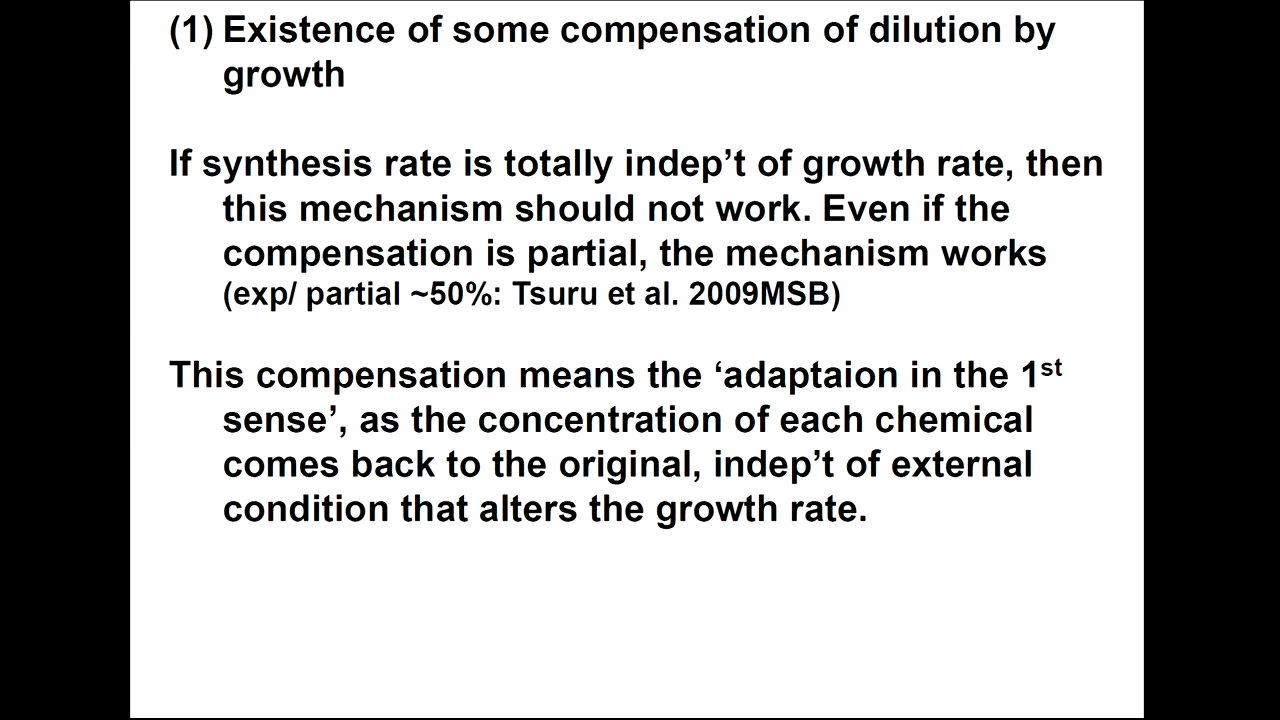 (1) Existence of some compensation of dilution by
growth
If synthesis rate is totally indep’t of growth rate, then
this mechanism should not work. Even if the
compensation is partial, the mechanism works
(exp/ partial ~50%: Tsuru et al. 2009MSB)
This compensation means the ‘adaptaion in the 1st
sense’, as the concentration of each chemical
comes back to the original, indep’t of external
condition that alters the growth rate.